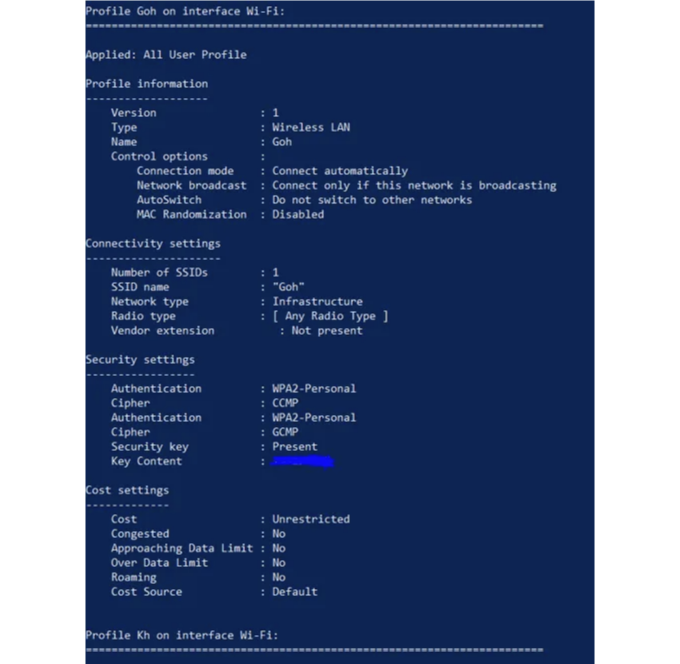 Profile Goh on interface Wi-Fi:
=======================================================================
Applied: All User Profile
Profile information
-------------------
Version : 1
Type : Wireless LAN
Name : Goh
Control options :
Connection mode : Connect automatically
Network broadcast : Connect only if this network is broadcasting
AutoSwitch : Do not switch to other networks
MAC Randomization : Disabled
Connectivity settings
---------------------
Number of SSIDs : 1
SSID name : "Goh"
Network type : Infrastructure
Radio type : [ Any Radio Type ]
Vendor extension : Not present
Security settings
-----------------
Authentication : WPA2-Personal
Cipher : CCMP
Authentication : WPA2-Personal
Cipher : GCMP
Security key : Present
Key Content :
Cost settings
-------------
Cost : Unrestricted
Congested : No
Approaching Data Limit : No
Over Data Limit : No
Roaming : No
Cost Source : Default
Profile Kh on interface Wi-Fi:
=======================================================================